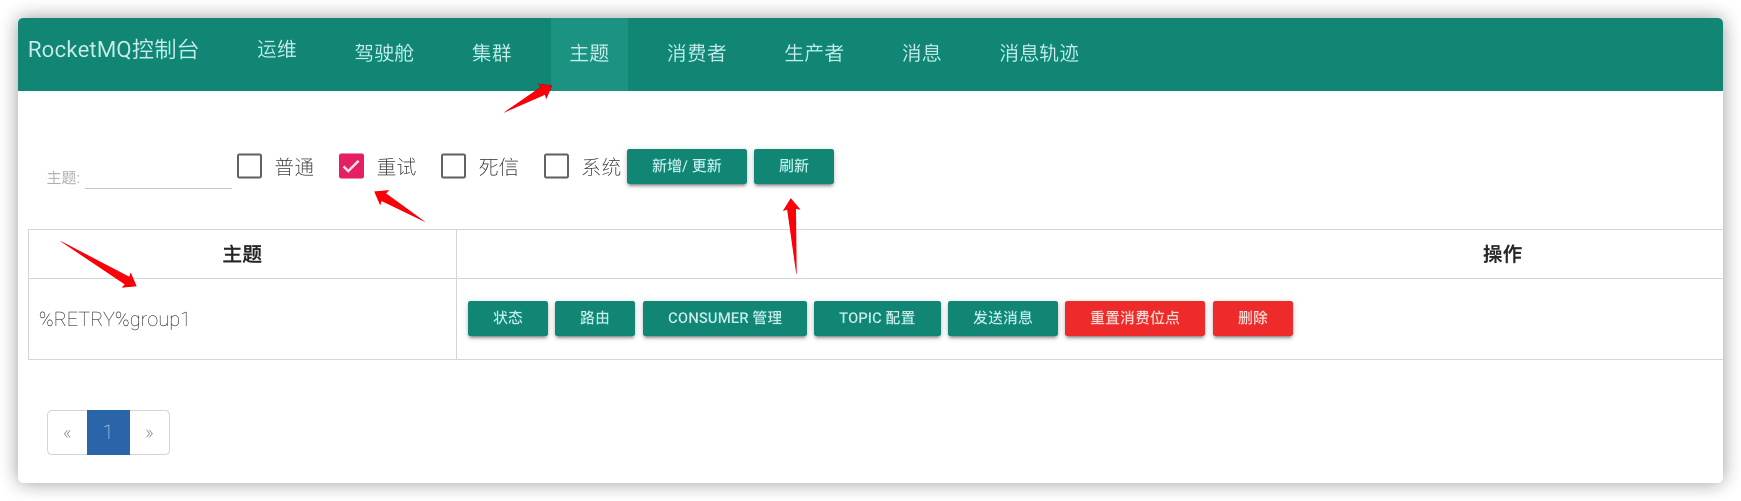 RocketMQ控制台 运维 驾驶舱 集群 主题 消费者 生产者 消息 消息轨迹
主题: 普通 重试 死信 系统 新增/ 更新 刷新
主题 操作
%RETRY%group1 状态 路由 CONSUMER 管理 TOPIC 配置 发送消息 重置消费位点 删除
« 1 »